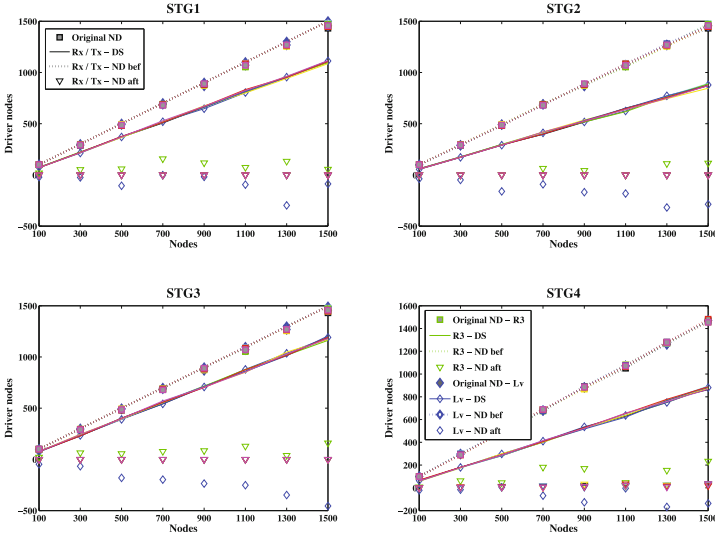 STG1
1500
1000
500
0
−500
Driver nodes
Original ND
Rx / Tx − DS
Rx / Tx − ND bef
Rx / Tx − ND aft
100 300 500 700 900 1100 1300 1500
Nodes
STG2
1500
1000
500
0
−500
Driver nodes
100 300 500 700 900 1100 1300 1500
Nodes
STG3
1500
1000
500
0
−500
Driver nodes
100 300 500 700 900 1100 1300 1500
Nodes
STG4
1600
1400
1200
1000
800
600
400
200
0
−200
Driver nodes
Original ND − R3
R3 − DS
R3 − ND bef
R3 − ND aft
Original ND − Lv
Lv − DS
Lv − ND bef
Lv − ND aft
100 300 500 700 900 1100 1300 1500
Nodes